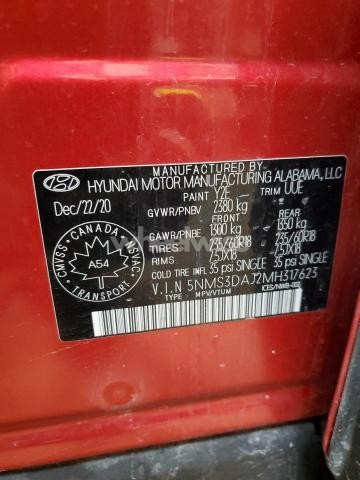 MANUFACTURED BY
HYUNDAI MOTOR MANUFACTURING ALABAMA, LLC
Dec/22/20 PAINT Y2F TRIM UUE
GVWR/PNBV 2380 kg
FRONT REAR
GAWR/PNBE 1300 kg 1350 kg
TIRES 235/60R18 235/60R18
RIMS 7.5JX18 7.5JX18
COLD TIRE INFL. 35 psi SINGLE 35 psi SINGLE
V.I.N 5NMS3DAJ2MH317623
TYPE : MPV/VTUM
CMVSS • CANADA • NSVAC
A54
TRANSPORT